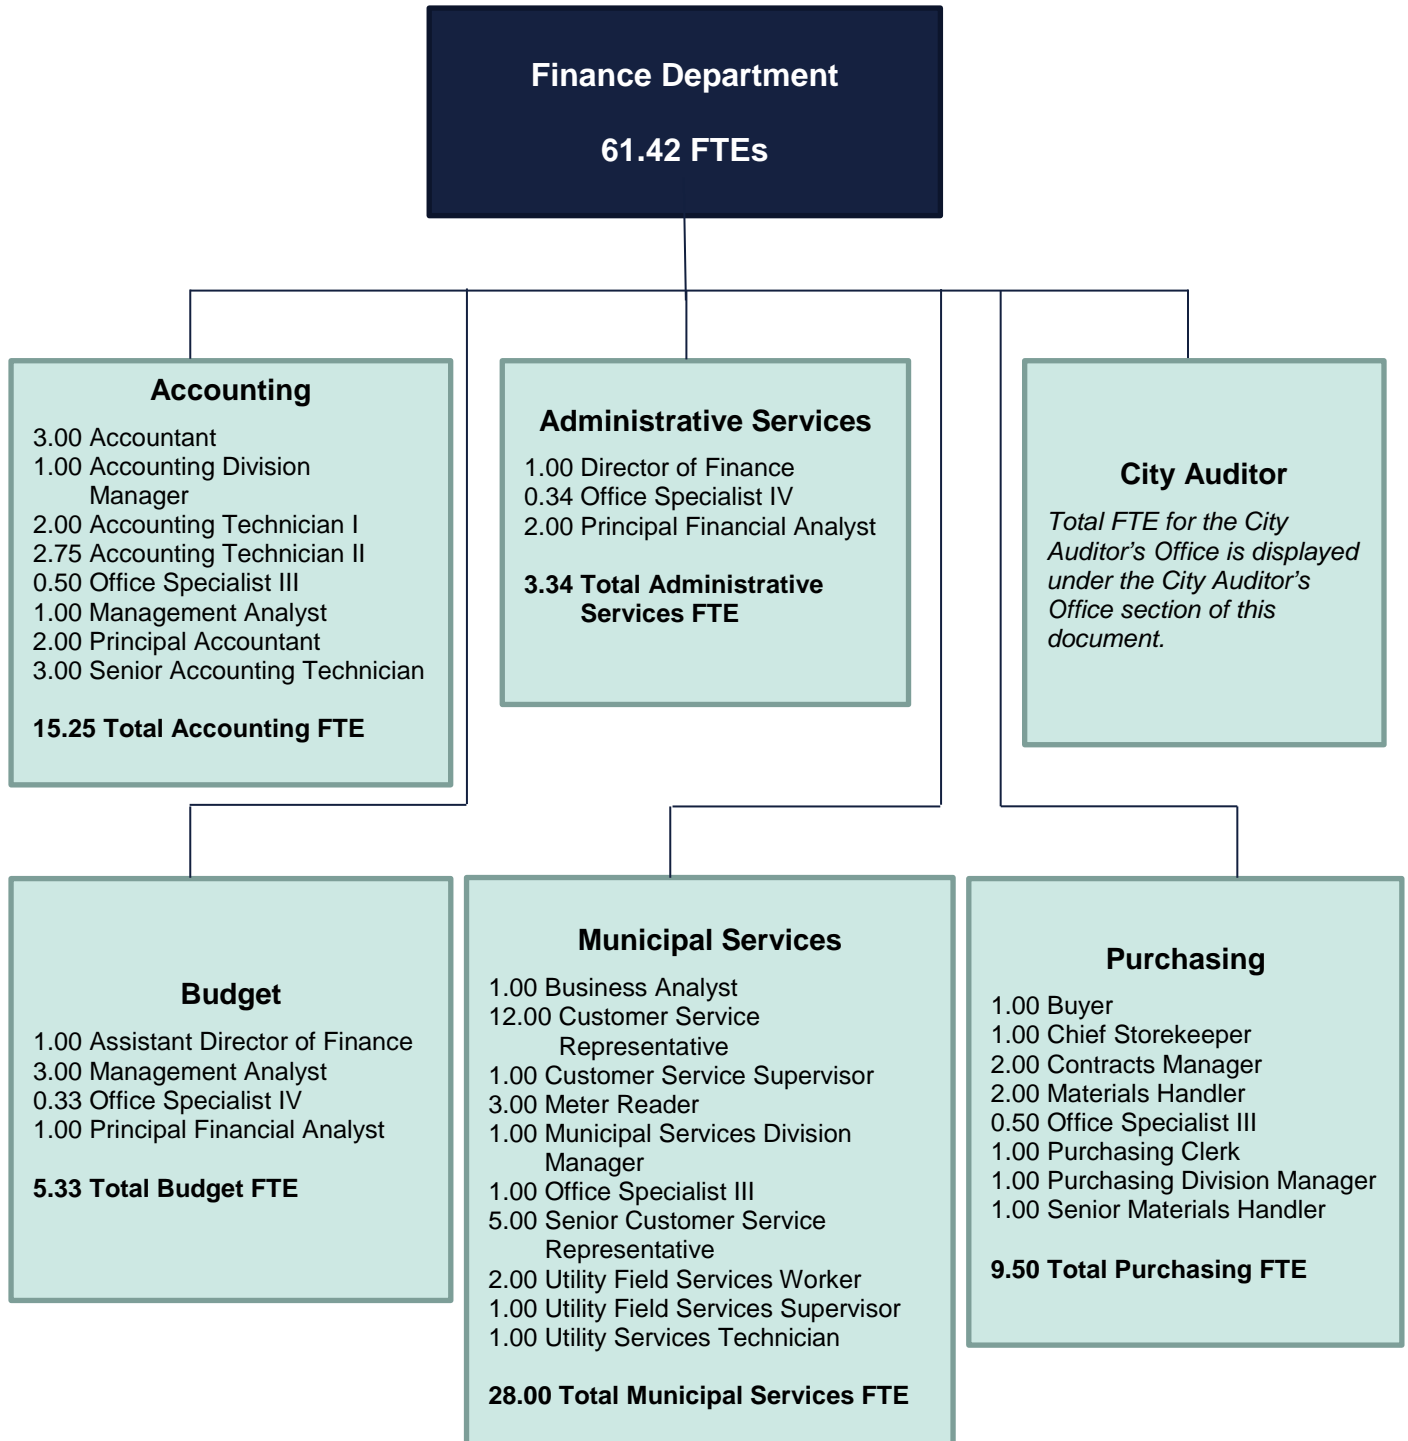 Finance Department
61.42 FTEs
Accounting
3.00 Accountant
1.00 Accounting Division
Manager
2.00 Accounting Technician I
2.75 Accounting Technician II
0.50 Office Specialist III
1.00 Management Analyst
2.00 Principal Accountant
3.00 Senior Accounting Technician
15.25 Total Accounting FTE
Administrative Services
1.00 Director of Finance
0.34 Office Specialist IV
2.00 Principal Financial Analyst
3.34 Total Administrative
Services FTE
City Auditor
Total FTE for the City
Auditor’s Office is displayed
under the City Auditor’s
Office section of this
document.
Budget
1.00 Assistant Director of Finance
3.00 Management Analyst
0.33 Office Specialist IV
1.00 Principal Financial Analyst
5.33 Total Budget FTE
Municipal Services
1.00 Business Analyst
12.00 Customer Service
Representative
1.00 Customer Service Supervisor
3.00 Meter Reader
1.00 Municipal Services Division
Manager
1.00 Office Specialist III
5.00 Senior Customer Service
Representative
2.00 Utility Field Services Worker
1.00 Utility Field Services Supervisor
1.00 Utility Services Technician
28.00 Total Municipal Services FTE
Purchasing
1.00 Buyer
1.00 Chief Storekeeper
2.00 Contracts Manager
2.00 Materials Handler
0.50 Office Specialist III
1.00 Purchasing Clerk
1.00 Purchasing Division Manager
1.00 Senior Materials Handler
9.50 Total Purchasing FTE